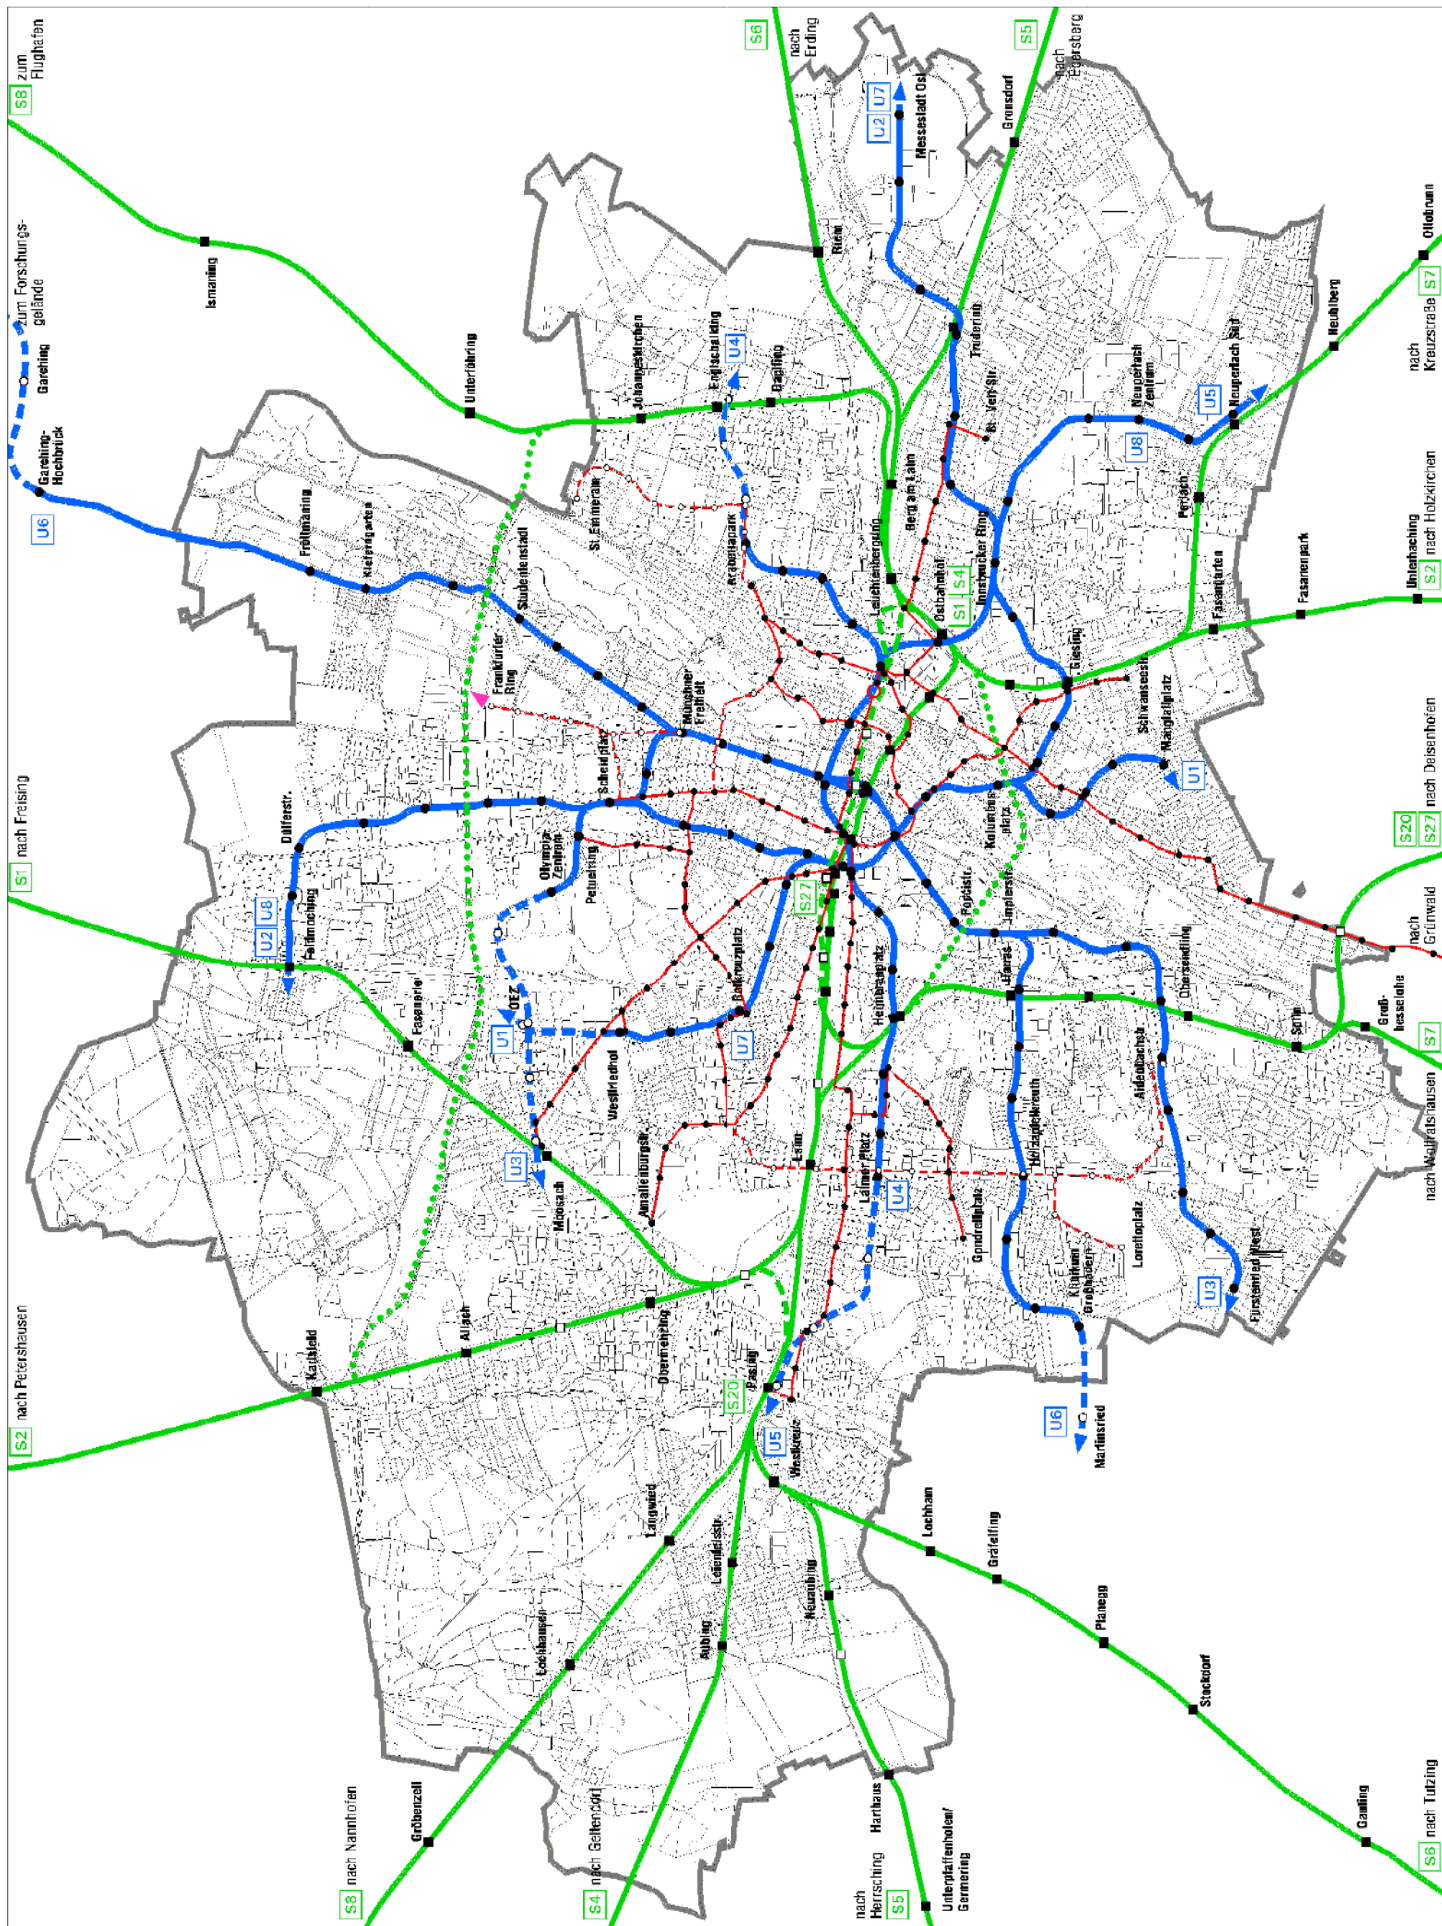 S8 zum
Flughafen
zum Forschungs-
gelände
Garching
Garching-
Hochbrück
U6
Ismaning
Unterföhring
Fröttmaning
Kieferngarten
Studentenstadt
Frankfurter
Ring
Münchner
Freiheit
Scheidplatz
Johanneskirchen
St. Emmeram
Englschalking
U4
Daglfing
Arabellapark
S6
nach
Erding
S5
nach
Ebersberg
Riem
U2 U7
Messestadt Ost
Gronsdorf
Trudering
Berg am Laim
Leuchtenbergring
Ostbahnhof
S1 S4
Innsbrucker Ring
Neuperlach
Zentrum
U8
U5
Neuperlach Süd
Neubiberg
Ottobrunn
S7
nach
Kreuzstraße
Perlach
Fasangarten
Fasanenpark
Unterhaching
S2 nach Holzkirchen
Giesing
Schwanseestr.
Mangfallplatz
U1
Kolumbus-
platz
S20
S27 nach Deisenhofen
S1 nach Freising
Dülferstr.
U2 U8
Feldmoching
Fasanerie
Olympia-
Zentrum
Petuelring
OEZ
U1
Westfriedhof
Rotkreuzplatz
U7
U3
Moosach
Amalienburgstr.
S27
Heimeranplatz
Poccistr.
Implerstr.
Harras
Obersendling
Solln
Groß-
hesselohe
nach
Grünwald
S7
nach Wolfratshausen
Aidenbachstr.
Laim
Laimer Platz
U4
Gondrellplatz
Holzapfelkreuth
Lorettoplatz
Klinikum
Großhadern
U3
Fürstenried West
U6
Martinsried
S2 nach Petershausen
Karlsfeld
Allach
Obermenzing
Pasing
S20
U5
Westkreuz
Langwied
Lochhausen
Leienfelsstr.
Aubing
Neuaubing
Lochham
Gräfelfing
Planegg
Stockdorf
Gauting
S6 nach Tutzing
Gröbenzell
S8 nach Nannhofen
S4 nach Geltendorf
Harthaus
nach
Herrsching
S5
Unterpfaffenhofen/
Germering